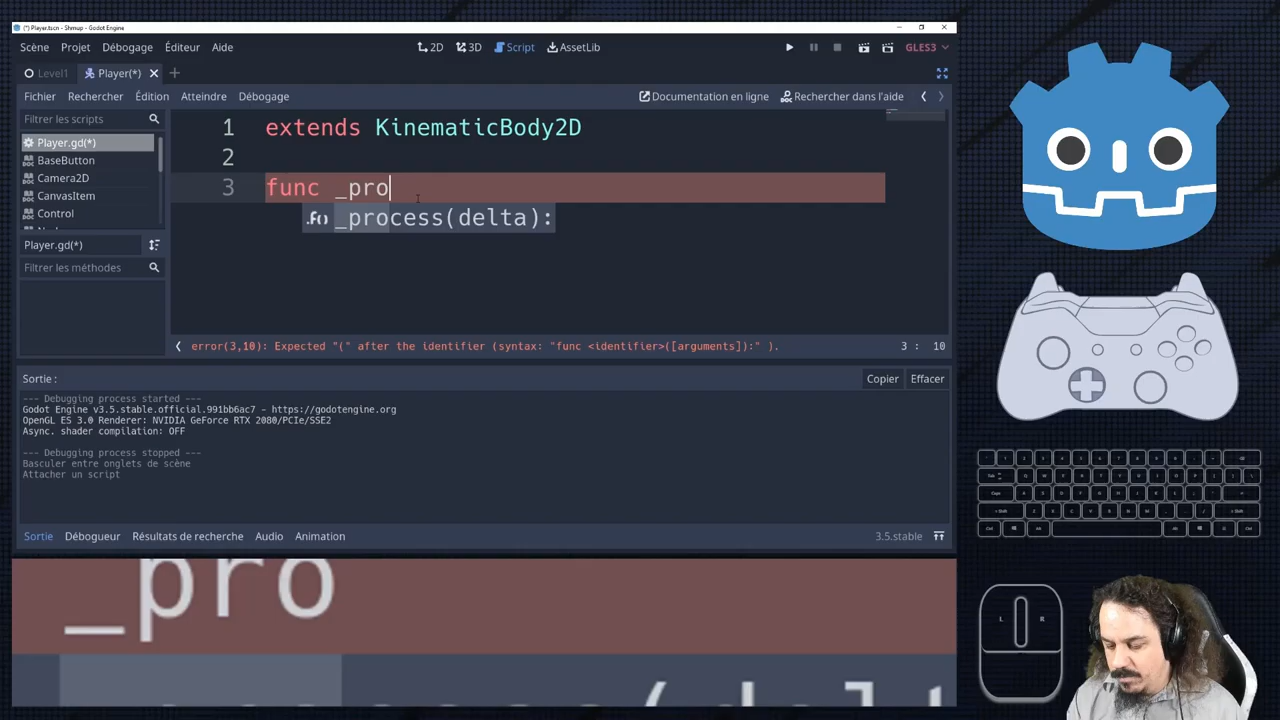 (*) Player.tscn - Shmup - Godot Engine
Scène Projet Débogage Éditeur Aide
2D 3D Script AssetLib
GLES3
Level1 Player(*)
Fichier Rechercher Édition Atteindre Débogage
Documentation en ligne Rechercher dans l'aide
Filtrer les scripts
Player.gd(*)
BaseButton
Camera2D
CanvasItem
Control
Player.gd(*)
Filtrer les méthodes
1 extends KinematicBody2D
2
3 func _pro
.f() _process(delta):
error(3,10): Expected "(" after the identifier (syntax: "func <identifier>([arguments]):" ).
3 : 10
Sortie :
Copier Effacer
--- Debugging process started ---
Godot Engine v3.5.stable.official.991bb6ac7 - https://godotengine.org
OpenGL ES 3.0 Renderer: NVIDIA GeForce RTX 2080/PCIe/SSE2
Async. shader compilation: OFF
--- Debugging process stopped ---
Basculer entre onglets de scène
Attacher un script
Sortie Débogueur Résultats de recherche Audio Animation
3.5.stable
_pro
L R